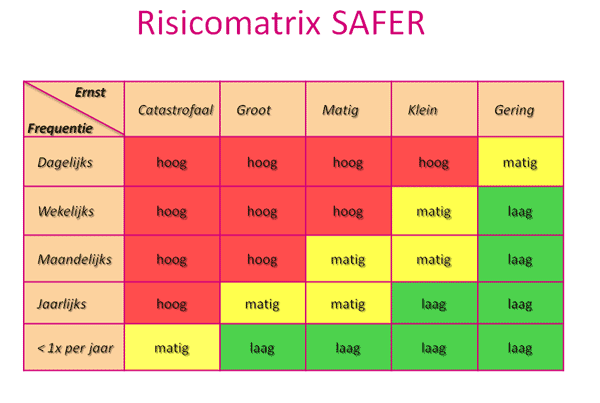 Risicomatrix SAFER
Ernst
Frequentie
Catastrofaal Groot Matig Klein Gering
Dagelijks hoog hoog hoog hoog matig
Wekelijks hoog hoog hoog matig laag
Maandelijks hoog hoog matig matig laag
Jaarlijks hoog matig matig laag laag
< 1x per jaar matig laag laag laag laag